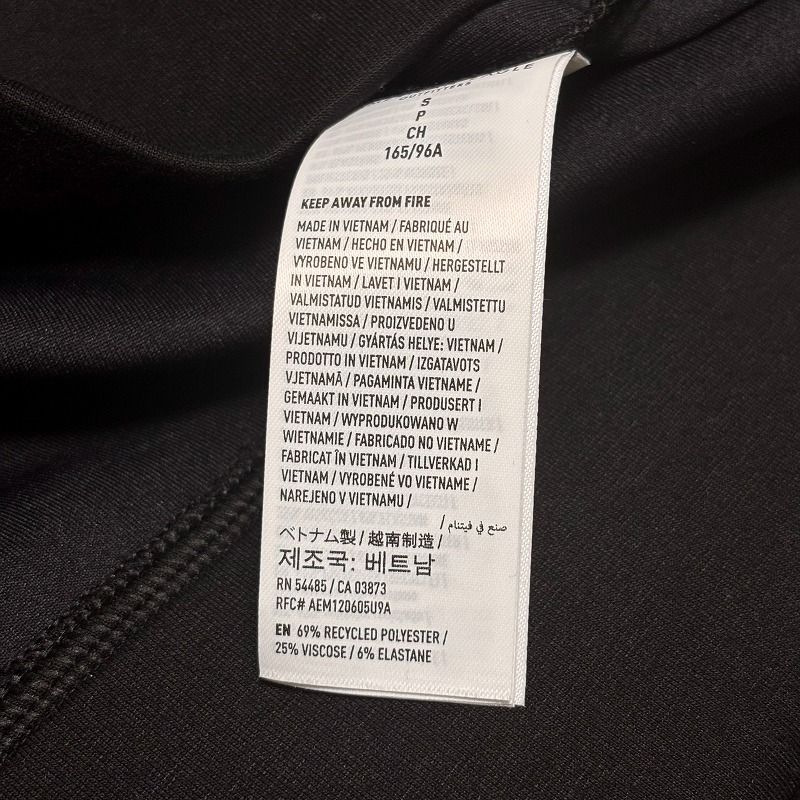 OUTFITTERS
S
P
CH
165/96A
KEEP AWAY FROM FIRE
MADE IN VIETNAM / FABRIQUÉ AU
VIETNAM / HECHO EN VIETNAM /
VYROBENO VE VIETNAMU / HERGESTELLT
IN VIETNAM / LAVET I VIETNAM /
VALMISTATUD VIETNAMIS / VALMISTETTU
VIETNAMISSA / PROIZVEDENO U
VIJETNAMU / GYÁRTÁS HELYE: VIETNAM /
PRODOTTO IN VIETNAM / IZGATAVOTS
VJETNAMĀ / PAGAMINTA VIETNAME /
GEMAAKT IN VIETNAM / PRODUSERT I
VIETNAM / WYPRODUKOWANO W
WIETNAMIE / FABRICADO NO VIETNAME /
FABRICAT ÎN VIETNAM / TILLVERKAD I
VIETNAM / VYROBENÉ VO VIETNAME /
NAREJENO V VIETNAMU /
صنع في فيتنام /
ベトナム製 / 越南制造 /
제조국: 베트남
RN 54485 / CA 03873
RFC# AEM120605U9A
EN 69% RECYCLED POLYESTER /
25% VISCOSE / 6% ELASTANE